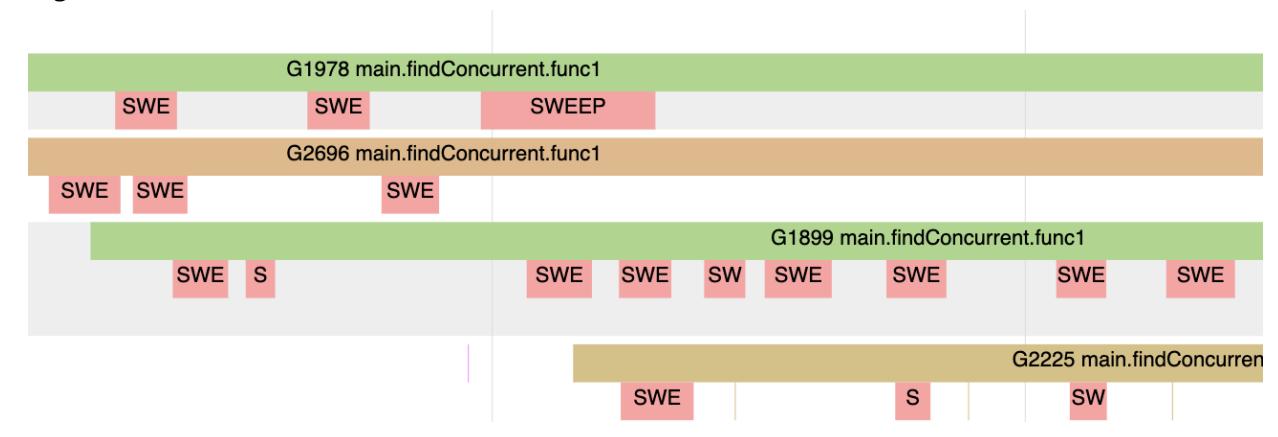 G1978 main.findConcurrent.func1
SWE SWE SWEEP
G2696 main.findConcurrent.func1
SWE SWE SWE
G1899 main.findConcurrent.func1
SWE S SWE SWE SW SWE SWE SWE SWE
G2225 main.findConcurren
SWE S SW